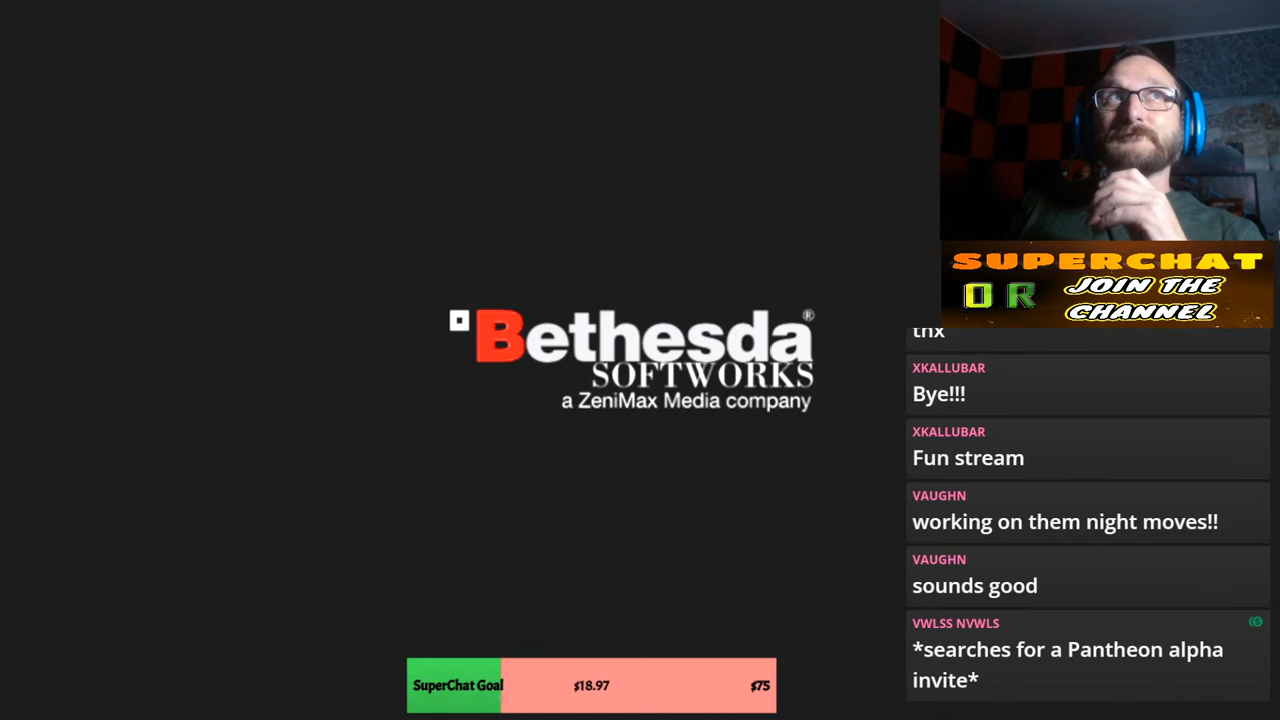 SUPERCHAT
OR JOIN THE
CHANNEL
thx
XKALLUBAR
Bye!!!
XKALLUBAR
Fun stream
VAUGHN
working on them night moves!!
VAUGHN
sounds good
VWLSS NVWLS
*searches for a Pantheon alpha
invite*
Bethesda®
SOFTWORKS
a ZeniMax Media company
SuperChat Goal $18.97 $75